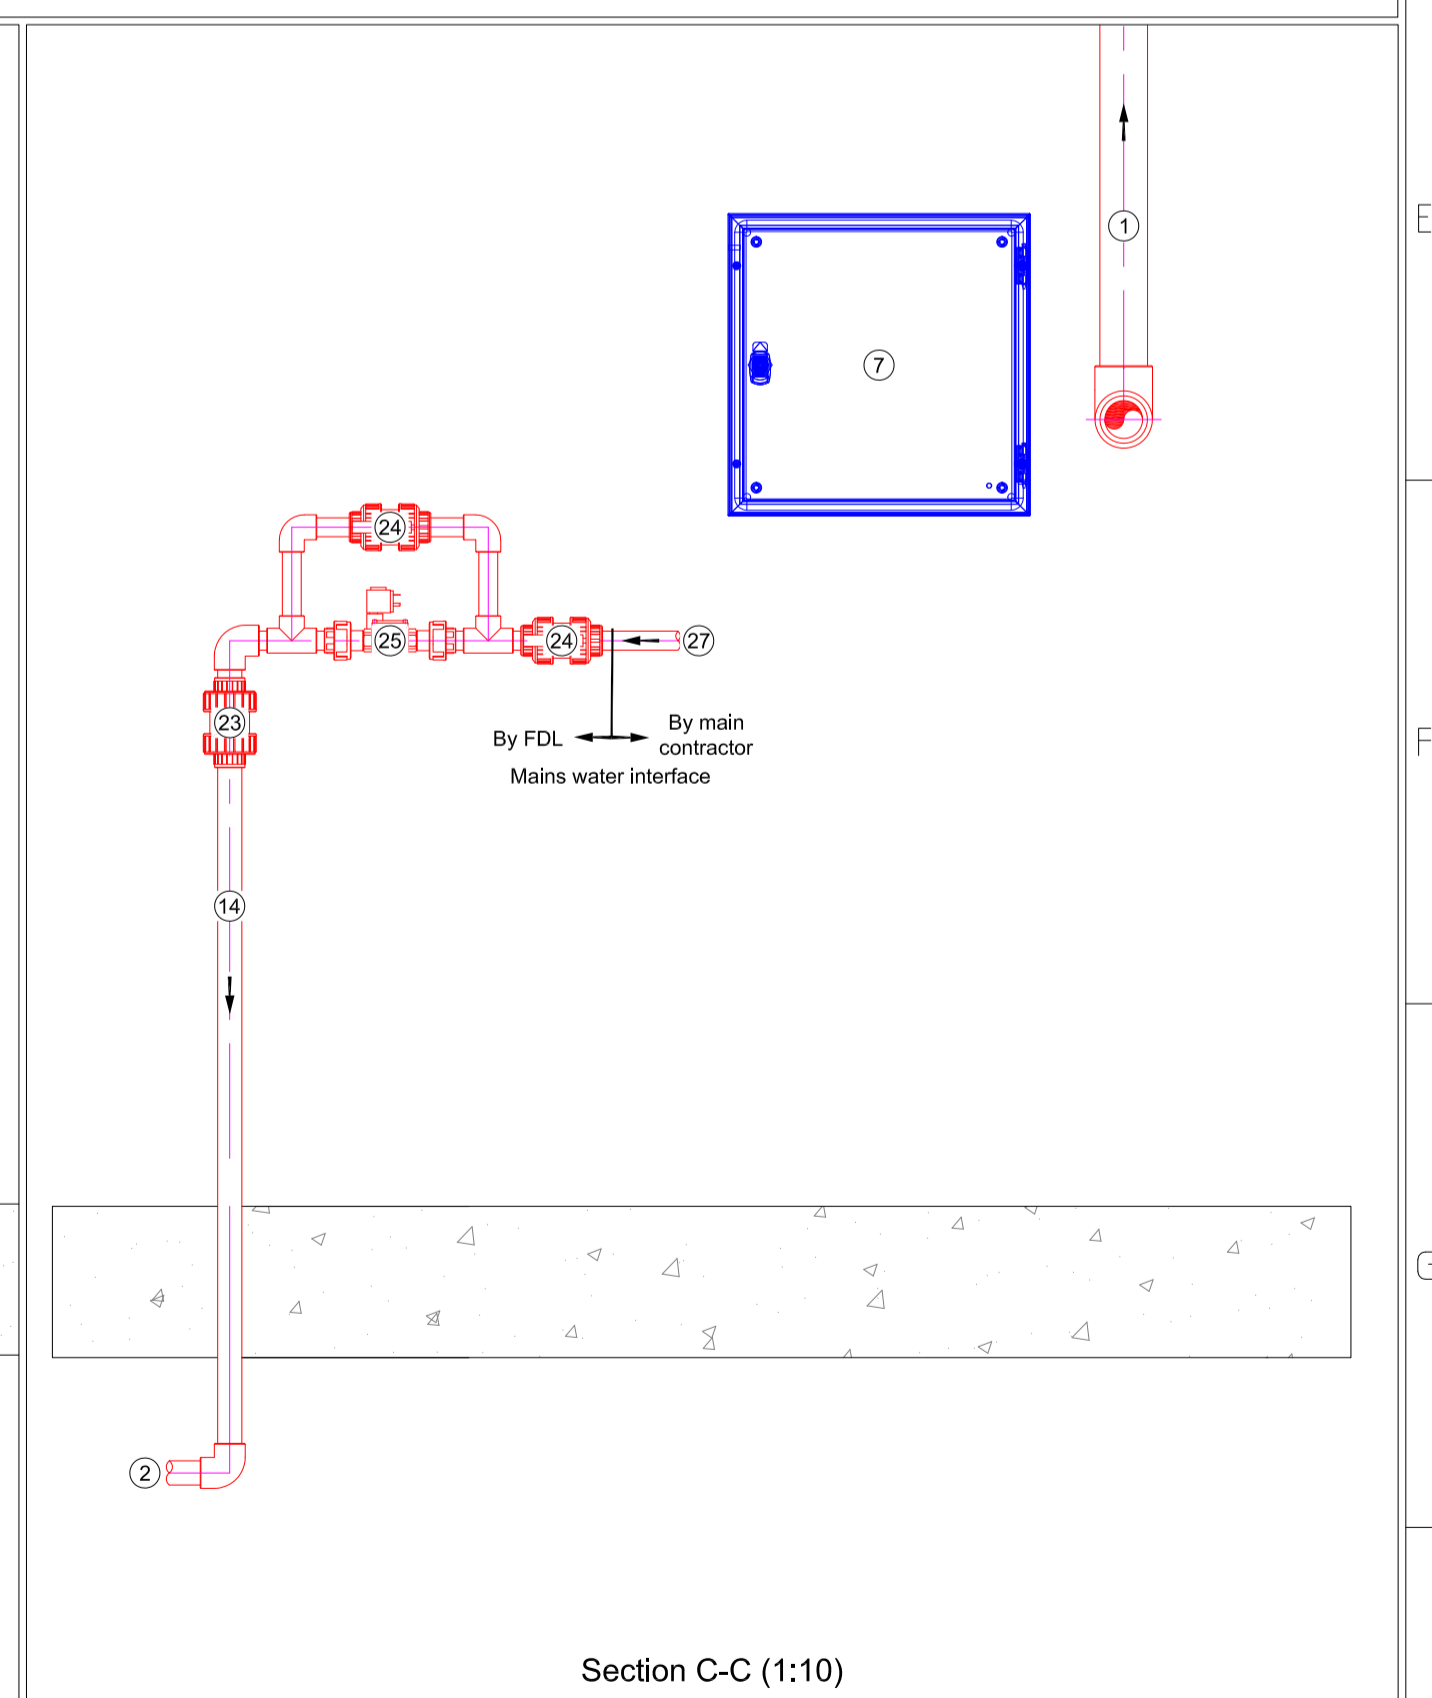 1
E
7
24
25
24
27
23
By FDL
By main
contractor
F
Mains water interface
14
G
2
Section C-C (1:10)